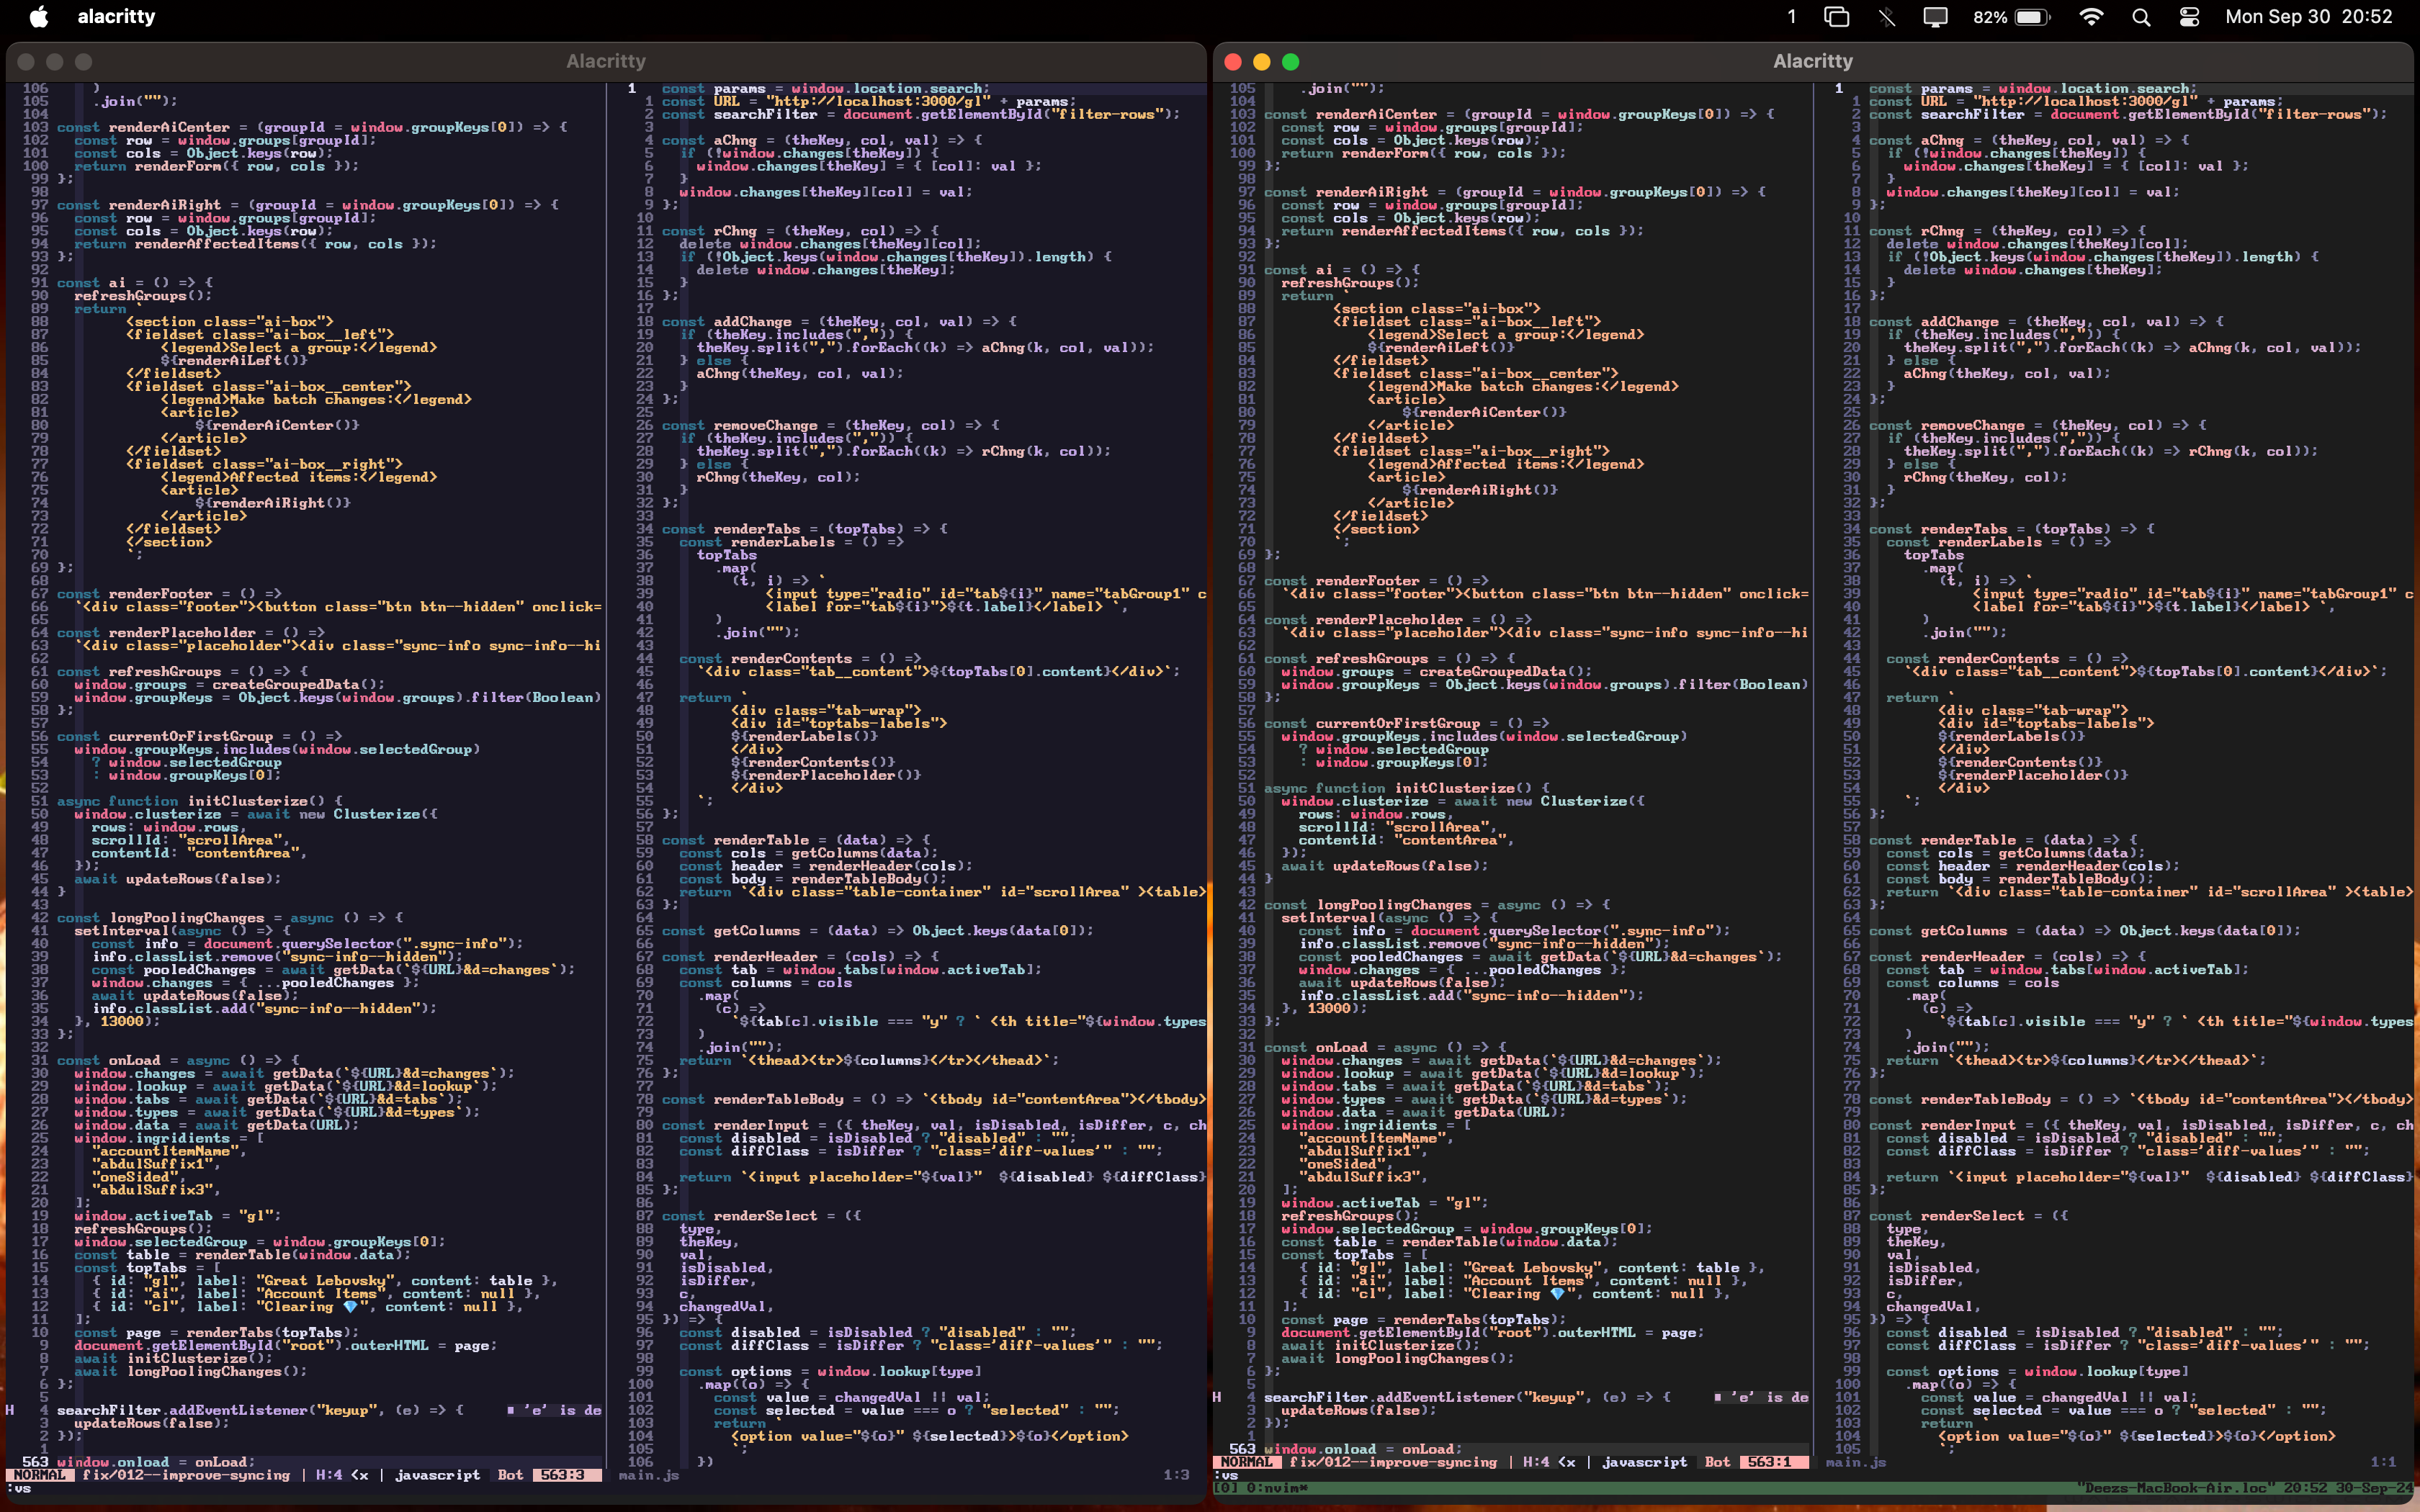 alacritty
1 82% Mon Sep 30 20:52
Alacritty
106 )
105 .join("");
104
103 const renderAiCenter = (groupId = window.groupKeys[0]) => {
102 const row = window.groups[groupId];
101 const cols = Object.keys(row);
100 return renderForm({ row, cols });
99 };
98
97 const renderAiRight = (groupId = window.groupKeys[0]) => {
96 const row = window.groups[groupId];
95 const cols = Object.keys(row);
94 return renderAffectedItems({ row, cols });
93 };
92
91 const ai = () => {
90 refreshGroups();
89 return `
88 <section class="ai-box">
87 <fieldset class="ai-box__left">
86 <legend>Select a group:</legend>
85 ${renderAiLeft()}
84 </fieldset>
83 <fieldset class="ai-box__center">
82 <legend>Make batch changes:</legend>
81 <article>
80 ${renderAiCenter()}
79 </article>
78 </fieldset>
77 <fieldset class="ai-box__right">
76 <legend>Affected items:</legend>
75 <article>
74 ${renderAiRight()}
73 </article>
72 </fieldset>
71 </section>
70 `;
69 };
68
67 const renderFooter = () =>
66 `<div class="footer"><button class="btn btn--hidden" onclick=
65
64 const renderPlaceholder = () =>
63 `<div class="placeholder"><div class="sync-info sync-info--hi
62
61 const refreshGroups = () => {
60 window.groups = createGroupedData();
59 window.groupKeys = Object.keys(window.groups).filter(Boolean)
58 };
57
56 const currentOrFirstGroup = () =>
55 window.groupKeys.includes(window.selectedGroup)
54 ? window.selectedGroup
53 : window.groupKeys[0];
52
51 async function initClusterize() {
50 window.clusterize = await new Clusterize({
49 rows: window.rows,
48 scrollId: "scrollArea",
47 contentId: "contentArea",
46 });
45 await updateRows(false);
44 }
43
42 const longPoolingChanges = async () => {
41 setInterval(async () => {
40 const info = document.querySelector(".sync-info");
39 info.classList.remove("sync-info--hidden");
38 const pooledChanges = await getData(`${URL}&d=changes`);
37 window.changes = { ...pooledChanges };
36 await updateRows(false);
35 info.classList.add("sync-info--hidden");
34 }, 13000);
33 };
32
31 const onLoad = async () => {
30 window.changes = await getData(`${URL}&d=changes`);
29 window.lookup = await getData(`${URL}&d=lookup`);
28 window.tabs = await getData(`${URL}&d=tabs`);
27 window.types = await getData(`${URL}&d=types`);
26 window.data = await getData(URL);
25 window.ingridients = [
24 "accountItemName",
23 "abdulSuffix1",
22 "oneSided",
21 "abdulSuffix3",
20 ];
19 window.activeTab = "gl";
18 refreshGroups();
17 window.selectedGroup = window.groupKeys[0];
16 const table = renderTable(window.data);
15 const topTabs = [
14 { id: "gl", label: "Great Lebovsky", content: table },
13 { id: "ai", label: "Account Items", content: null },
12 { id: "cl", label: "Clearing 💎", content: null },
11 ];
10 const page = renderTabs(topTabs);
9 document.getElementById("root").outerHTML = page;
8 await initClusterize();
7 await longPoolingChanges();
6 };
5
H 4 searchFilter.addEventListener("keyup", (e) => { ■ 'e' is de
3 updateRows(false);
2 });
1
563 window.onload = onLoad;
NORMAL fix/012--improve-syncing | H:4 <x | javascript Bot 563:3
:vs
1 const params = window.location.search;
1 const URL = "http://localhost:3000/gl" + params;
2 const searchFilter = document.getElementById("filter-rows");
3
4 const aChng = (theKey, col, val) => {
5 if (!window.changes[theKey]) {
6 window.changes[theKey] = { [col]: val };
7 }
8 window.changes[theKey][col] = val;
9 };
10
11 const rChng = (theKey, col) => {
12 delete window.changes[theKey][col];
13 if (!Object.keys(window.changes[theKey]).length) {
14 delete window.changes[theKey];
15 }
16 };
17
18 const addChange = (theKey, col, val) => {
19 if (theKey.includes(",")) {
20 theKey.split(",").forEach((k) => aChng(k, col, val));
21 } else {
22 aChng(theKey, col, val);
23 }
24 };
25
26 const removeChange = (theKey, col) => {
27 if (theKey.includes(",")) {
28 theKey.split(",").forEach((k) => rChng(k, col));
29 } else {
30 rChng(theKey, col);
31 }
32 };
33
34 const renderTabs = (topTabs) => {
35 const renderLabels = () =>
36 topTabs
37 .map(
38 (t, i) => `
39 <input type="radio" id="tab${i}" name="tabGroup1" c
40 <label for="tab${i}">${t.label}</label> `,
41 )
42 .join("");
43
44 const renderContents = () =>
45 `<div class="tab__content">${topTabs[0].content}</div>`;
46
47 return `
48 <div class="tab-wrap">
49 <div id="toptabs-labels">
50 ${renderLabels()}
51 </div>
52 ${renderContents()}
53 ${renderPlaceholder()}
54 </div>
55 `;
56 };
57
58 const renderTable = (data) => {
59 const cols = getColumns(data);
60 const header = renderHeader(cols);
61 const body = renderTableBody();
62 return `<div class="table-container" id="scrollArea" ><table>
63 };
64
65 const getColumns = (data) => Object.keys(data[0]);
66
67 const renderHeader = (cols) => {
68 const tab = window.tabs[window.activeTab];
69 const columns = cols
70 .map(
71 (c) =>
72 `${tab[c].visible === "y" ? ` <th title="${window.types
73 )
74 .join("");
75 return `<thead><tr>${columns}</tr></thead>`;
76 };
77
78 const renderTableBody = () => `<tbody id="contentArea"></tbody>
79
80 const renderInput = ({ theKey, val, isDisabled, isDiffer, c, ch
81 const disabled = isDisabled ? "disabled" : "";
82 const diffClass = isDiffer ? "class='diff-values'" : "";
83
84 return `<input placeholder="${val}" ${disabled} ${diffClass}
85 };
86
87 const renderSelect = ({
88 type,
89 theKey,
90 val,
91 isDisabled,
92 isDiffer,
93 c,
94 changedVal,
95 }) => {
96 const disabled = isDisabled ? "disabled" : "";
97 const diffClass = isDiffer ? "class='diff-values'" : "";
98
99 const options = window.lookup[type]
100 .map((o) => {
101 const value = changedVal || val;
102 const selected = value === o ? "selected" : "";
103 return `
104 <option value="${o}" ${selected}>${o}</option>
105 `;
106 })
main.js 1:3
Alacritty
105 .join("");
104
103 const renderAiCenter = (groupId = window.groupKeys[0]) => {
102 const row = window.groups[groupId];
101 const cols = Object.keys(row);
100 return renderForm({ row, cols });
99 };
98
97 const renderAiRight = (groupId = window.groupKeys[0]) => {
96 const row = window.groups[groupId];
95 const cols = Object.keys(row);
94 return renderAffectedItems({ row, cols });
93 };
92
91 const ai = () => {
90 refreshGroups();
89 return `
88 <section class="ai-box">
87 <fieldset class="ai-box__left">
86 <legend>Select a group:</legend>
85 ${renderAiLeft()}
84 </fieldset>
83 <fieldset class="ai-box__center">
82 <legend>Make batch changes:</legend>
81 <article>
80 ${renderAiCenter()}
79 </article>
78 </fieldset>
77 <fieldset class="ai-box__right">
76 <legend>Affected items:</legend>
75 <article>
74 ${renderAiRight()}
73 </article>
72 </fieldset>
71 </section>
70 `;
69 };
68
67 const renderFooter = () =>
66 `<div class="footer"><button class="btn btn--hidden" onclick=
65
64 const renderPlaceholder = () =>
63 `<div class="placeholder"><div class="sync-info sync-info--hi
62
61 const refreshGroups = () => {
60 window.groups = createGroupedData();
59 window.groupKeys = Object.keys(window.groups).filter(Boolean)
58 };
57
56 const currentOrFirstGroup = () =>
55 window.groupKeys.includes(window.selectedGroup)
54 ? window.selectedGroup
53 : window.groupKeys[0];
52
51 async function initClusterize() {
50 window.clusterize = await new Clusterize({
49 rows: window.rows,
48 scrollId: "scrollArea",
47 contentId: "contentArea",
46 });
45 await updateRows(false);
44 }
43
42 const longPoolingChanges = async () => {
41 setInterval(async () => {
40 const info = document.querySelector(".sync-info");
39 info.classList.remove("sync-info--hidden");
38 const pooledChanges = await getData(`${URL}&d=changes`);
37 window.changes = { ...pooledChanges };
36 await updateRows(false);
35 info.classList.add("sync-info--hidden");
34 }, 13000);
33 };
32
31 const onLoad = async () => {
30 window.changes = await getData(`${URL}&d=changes`);
29 window.lookup = await getData(`${URL}&d=lookup`);
28 window.tabs = await getData(`${URL}&d=tabs`);
27 window.types = await getData(`${URL}&d=types`);
26 window.data = await getData(URL);
25 window.ingridients = [
24 "accountItemName",
23 "abdulSuffix1",
22 "oneSided",
21 "abdulSuffix3",
20 ];
19 window.activeTab = "gl";
18 refreshGroups();
17 window.selectedGroup = window.groupKeys[0];
16 const table = renderTable(window.data);
15 const topTabs = [
14 { id: "gl", label: "Great Lebovsky", content: table },
13 { id: "ai", label: "Account Items", content: null },
12 { id: "cl", label: "Clearing 💎", content: null },
11 ];
10 const page = renderTabs(topTabs);
9 document.getElementById("root").outerHTML = page;
8 await initClusterize();
7 await longPoolingChanges();
6 };
5
H 4 searchFilter.addEventListener("keyup", (e) => { ■ 'e' is de
3 updateRows(false);
2 });
1
563 window.onload = onLoad;
NORMAL fix/012--improve-syncing | H:4 <x | javascript Bot 563:1
:vs
1 const params = window.location.search;
1 const URL = "http://localhost:3000/gl" + params;
2 const searchFilter = document.getElementById("filter-rows");
3
4 const aChng = (theKey, col, val) => {
5 if (!window.changes[theKey]) {
6 window.changes[theKey] = { [col]: val };
7 }
8 window.changes[theKey][col] = val;
9 };
10
11 const rChng = (theKey, col) => {
12 delete window.changes[theKey][col];
13 if (!Object.keys(window.changes[theKey]).length) {
14 delete window.changes[theKey];
15 }
16 };
17
18 const addChange = (theKey, col, val) => {
19 if (theKey.includes(",")) {
20 theKey.split(",").forEach((k) => aChng(k, col, val));
21 } else {
22 aChng(theKey, col, val);
23 }
24 };
25
26 const removeChange = (theKey, col) => {
27 if (theKey.includes(",")) {
28 theKey.split(",").forEach((k) => rChng(k, col));
29 } else {
30 rChng(theKey, col);
31 }
32 };
33
34 const renderTabs = (topTabs) => {
35 const renderLabels = () =>
36 topTabs
37 .map(
38 (t, i) => `
39 <input type="radio" id="tab${i}" name="tabGroup1" c
40 <label for="tab${i}">${t.label}</label> `,
41 )
42 .join("");
43
44 const renderContents = () =>
45 `<div class="tab__content">${topTabs[0].content}</div>`;
46
47 return `
48 <div class="tab-wrap">
49 <div id="toptabs-labels">
50 ${renderLabels()}
51 </div>
52 ${renderContents()}
53 ${renderPlaceholder()}
54 </div>
55 `;
56 };
57
58 const renderTable = (data) => {
59 const cols = getColumns(data);
60 const header = renderHeader(cols);
61 const body = renderTableBody();
62 return `<div class="table-container" id="scrollArea" ><table>
63 };
64
65 const getColumns = (data) => Object.keys(data[0]);
66
67 const renderHeader = (cols) => {
68 const tab = window.tabs[window.activeTab];
69 const columns = cols
70 .map(
71 (c) =>
72 `${tab[c].visible === "y" ? ` <th title="${window.types
73 )
74 .join("");
75 return `<thead><tr>${columns}</tr></thead>`;
76 };
77
78 const renderTableBody = () => `<tbody id="contentArea"></tbody>
79
80 const renderInput = ({ theKey, val, isDisabled, isDiffer, c, ch
81 const disabled = isDisabled ? "disabled" : "";
82 const diffClass = isDiffer ? "class='diff-values'" : "";
83
84 return `<input placeholder="${val}" ${disabled} ${diffClass}
85 };
86
87 const renderSelect = ({
88 type,
89 theKey,
90 val,
91 isDisabled,
92 isDiffer,
93 c,
94 changedVal,
95 }) => {
96 const disabled = isDisabled ? "disabled" : "";
97 const diffClass = isDiffer ? "class='diff-values'" : "";
98
99 const options = window.lookup[type]
100 .map((o) => {
101 const value = changedVal || val;
102 const selected = value === o ? "selected" : "";
103 return `
104 <option value="${o}" ${selected}>${o}</option>
105 `;
main.js 1:1
[0] 0:nvim* "Deezs-MacBook-Air.loc" 20:52 30-Sep-24